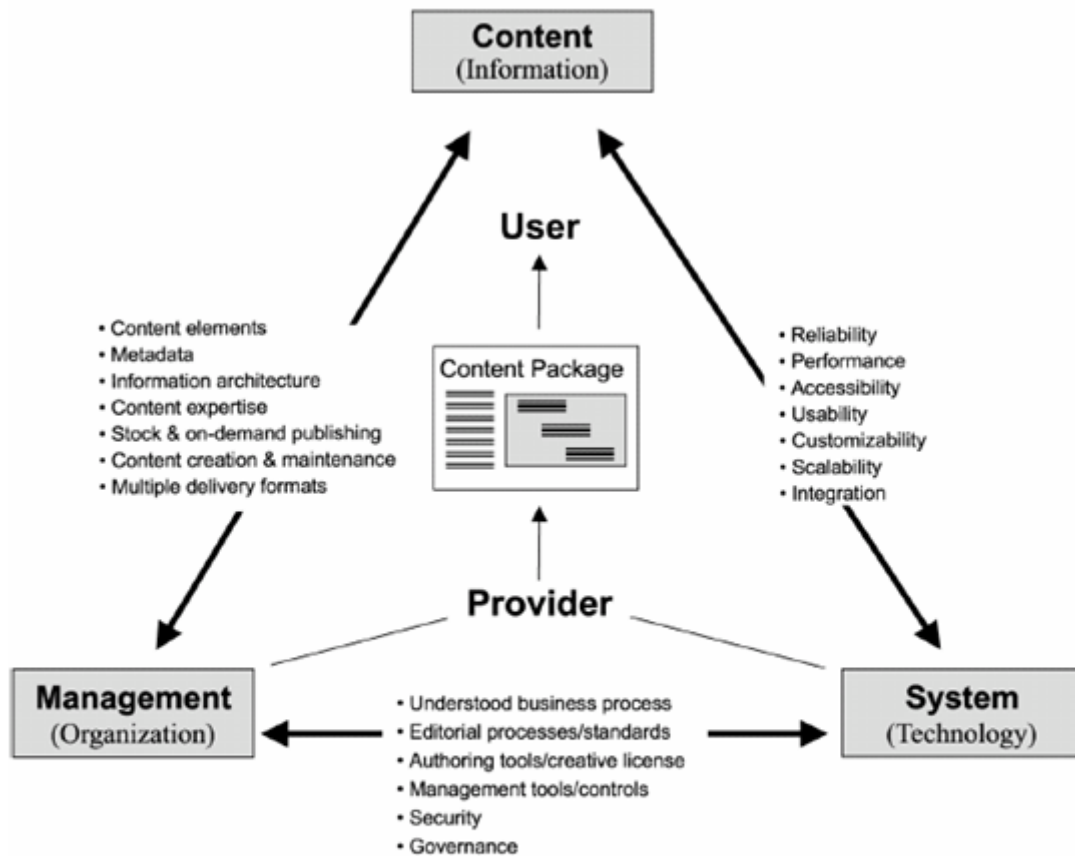 Content
(Information)
User
• Content elements
• Metadata
• Information architecture
• Content expertise
• Stock & on-demand publishing
• Content creation & maintenance
• Multiple delivery formats
Content Package
• Reliability
• Performance
• Accessibility
• Usability
• Customizability
• Scalability
• Integration
Provider
Management
(Organization)
• Understood business process
• Editorial processes/standards
• Authoring tools/creative license
• Management tools/controls
• Security
• Governance
System
(Technology)